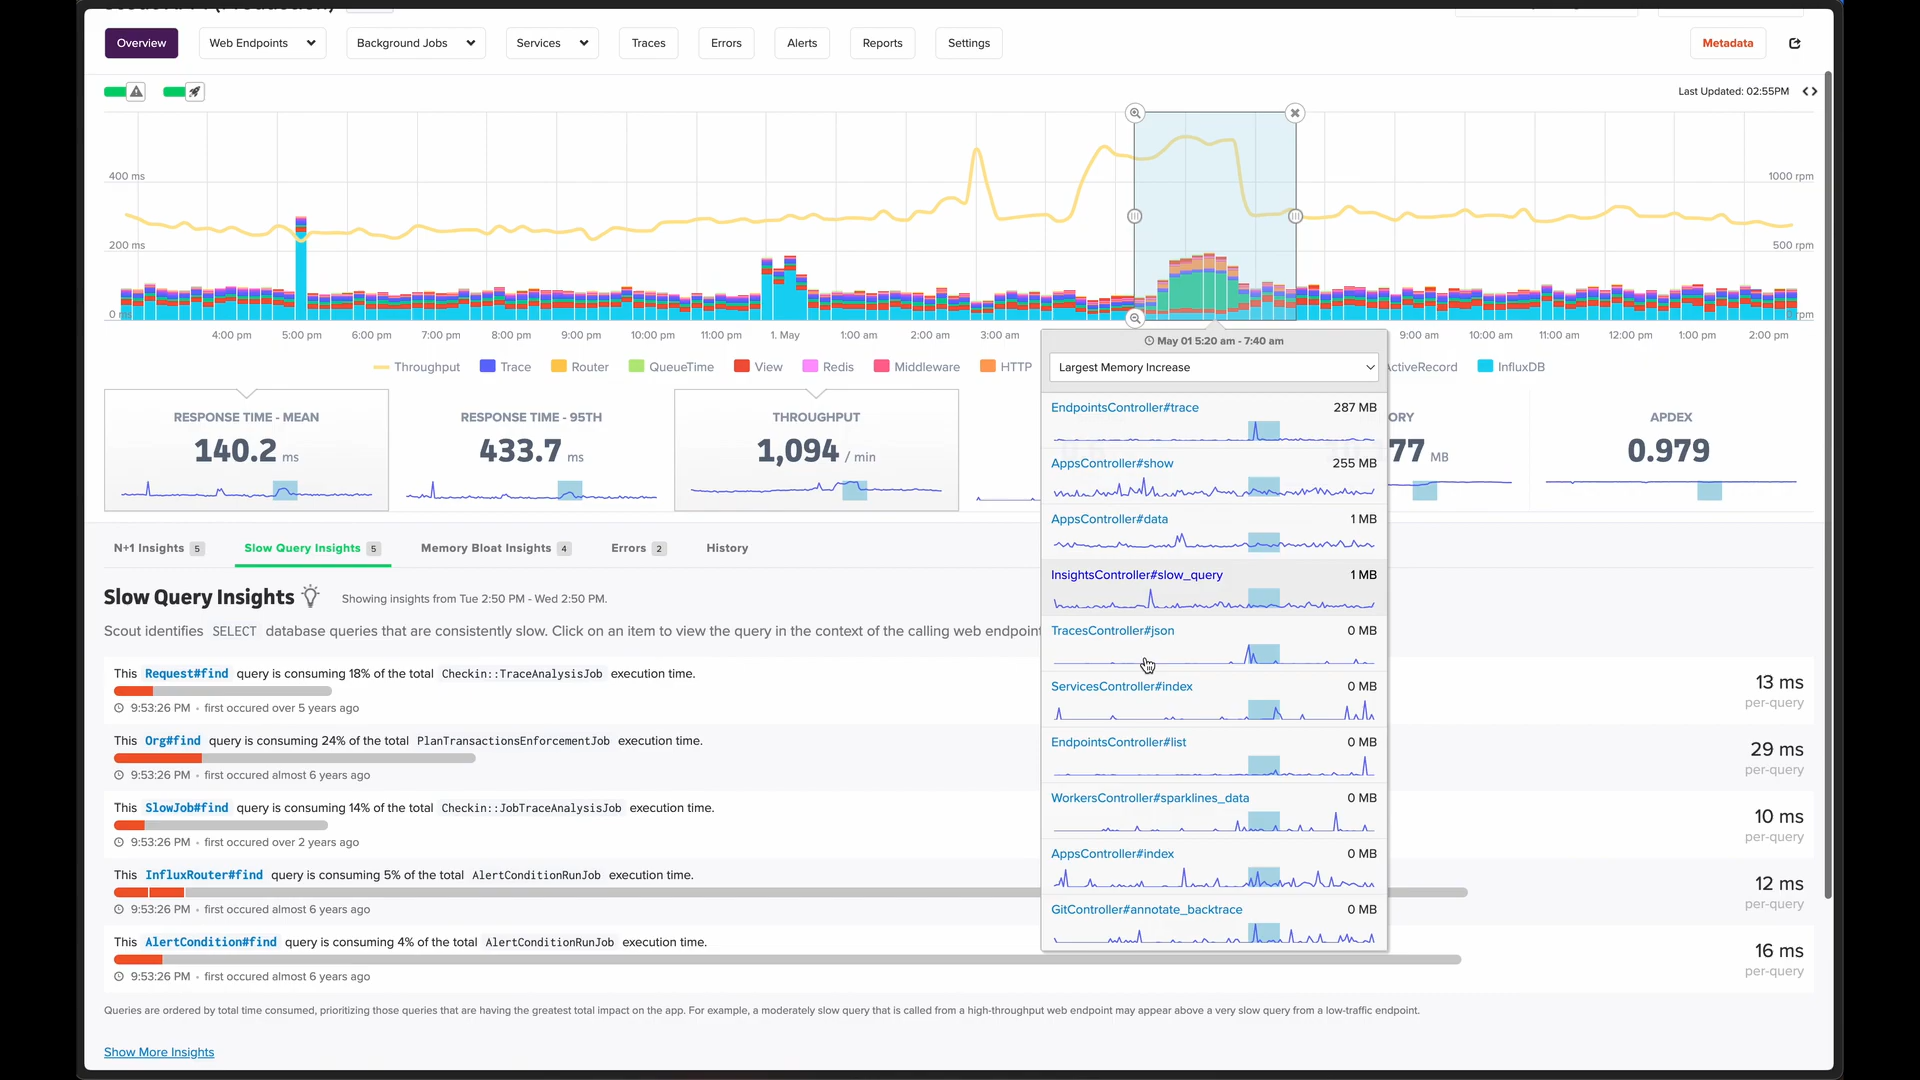 Overview
Web Endpoints
Background Jobs
Services
Traces
Errors
Alerts
Reports
Settings
Metadata
Last Updated: 02:55PM
400 ms
200 ms
0 ms
1000 rpm
500 rpm
rpm
4:00 pm
5:00 pm
6:00 pm
7:00 pm
8:00 pm
9:00 pm
10:00 pm
11:00 pm
1. May
1:00 am
2:00 am
3:00 am
9:00 am
10:00 am
11:00 am
12:00 pm
1:00 pm
2:00 pm
Throughput
Trace
Router
QueueTime
View
Redis
Middleware
HTTP
ctiveRecord
InfluxDB
May 01 5:20 am - 7:40 am
Largest Memory Increase
EndpointsController#trace 287 MB
AppsController#show 255 MB
AppsController#data 1 MB
InsightsController#slow_query 1 MB
TracesController#json 0 MB
ServicesController#index 0 MB
EndpointsController#list 0 MB
WorkersController#sparklines_data 0 MB
AppsController#index 0 MB
GitController#annotate_backtrace 0 MB
RESPONSE TIME - MEAN
140.2 ms
RESPONSE TIME - 95TH
433.7 ms
THROUGHPUT
1,094 / min
ORY
77 MB
APDEX
0.979
N+1 Insights 5
Slow Query Insights 5
Memory Bloat Insights 4
Errors 2
History
Slow Query Insights
Showing insights from Tue 2:50 PM - Wed 2:50 PM.
Scout identifies SELECT database queries that are consistently slow. Click on an item to view the query in the context of the calling web endpoint
This Request#find query is consuming 18% of the total Checkin::TraceAnalysisJob execution time.
9:53:26 PM • first occured over 5 years ago
13 ms
per-query
This Org#find query is consuming 24% of the total PlanTransactionsEnforcementJob execution time.
9:53:26 PM • first occured almost 6 years ago
29 ms
per-query
This SlowJob#find query is consuming 14% of the total Checkin::JobTraceAnalysisJob execution time.
9:53:26 PM • first occured over 2 years ago
10 ms
per-query
This InfluxRouter#find query is consuming 5% of the total AlertConditionRunJob execution time.
9:53:26 PM • first occured almost 6 years ago
12 ms
per-query
This AlertCondition#find query is consuming 4% of the total AlertConditionRunJob execution time.
9:53:26 PM • first occured almost 6 years ago
16 ms
per-query
Queries are ordered by total time consumed, prioritizing those queries that are having the greatest total impact on the app. For example, a moderately slow query that is called from a high-throughput web endpoint may appear above a very slow query from a low-traffic endpoint.
Show More Insights